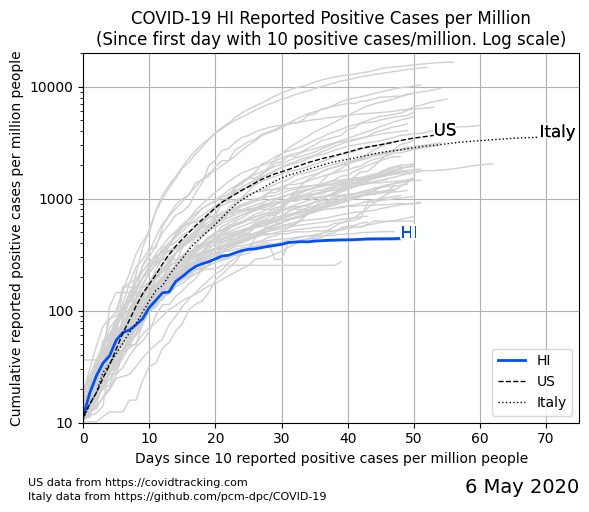 COVID-19 HI Reported Positive Cases per Million
(Since first day with 10 positive cases/million. Log scale)
Cumulative reported positive cases per million people
10000
1000
100
10
US
Italy
HI
HI
US
Italy
0 10 20 30 40 50 60 70
Days since 10 reported positive cases per million people
US data from https://covidtracking.com
Italy data from https://github.com/pcm-dpc/COVID-19
6 May 2020